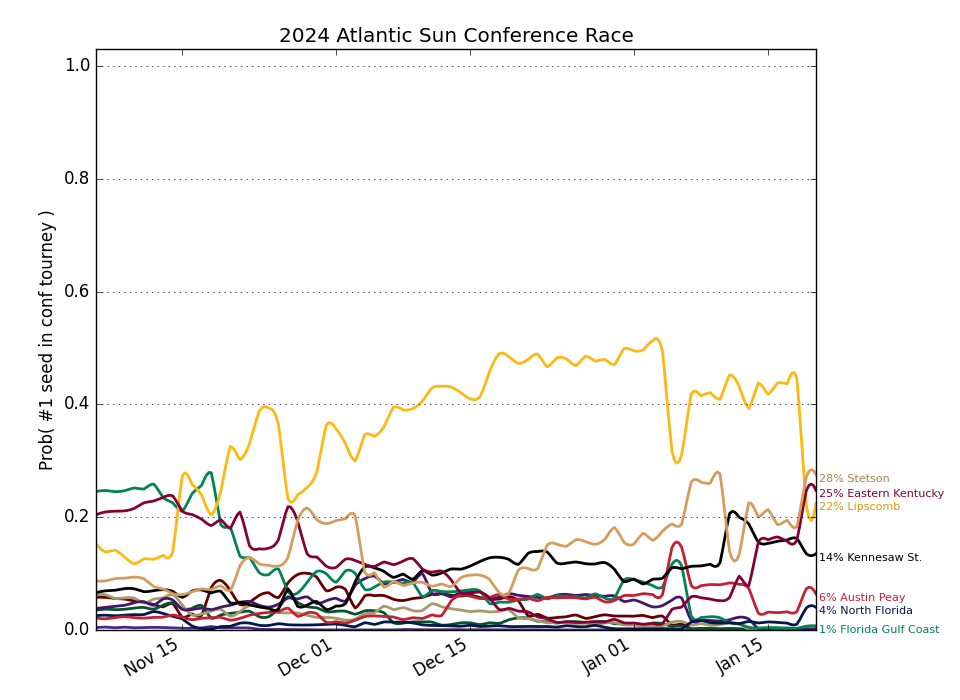 2024 Atlantic Sun Conference Race
Prob( #1 seed in conf tourney )
1.0
0.8
0.6
0.4
0.2
0.0
Nov 15
Dec 01
Dec 15
Jan 01
Jan 15
28% Stetson
25% Eastern Kentucky
22% Lipscomb
14% Kennesaw St.
6% Austin Peay
4% North Florida
1% Florida Gulf Coast